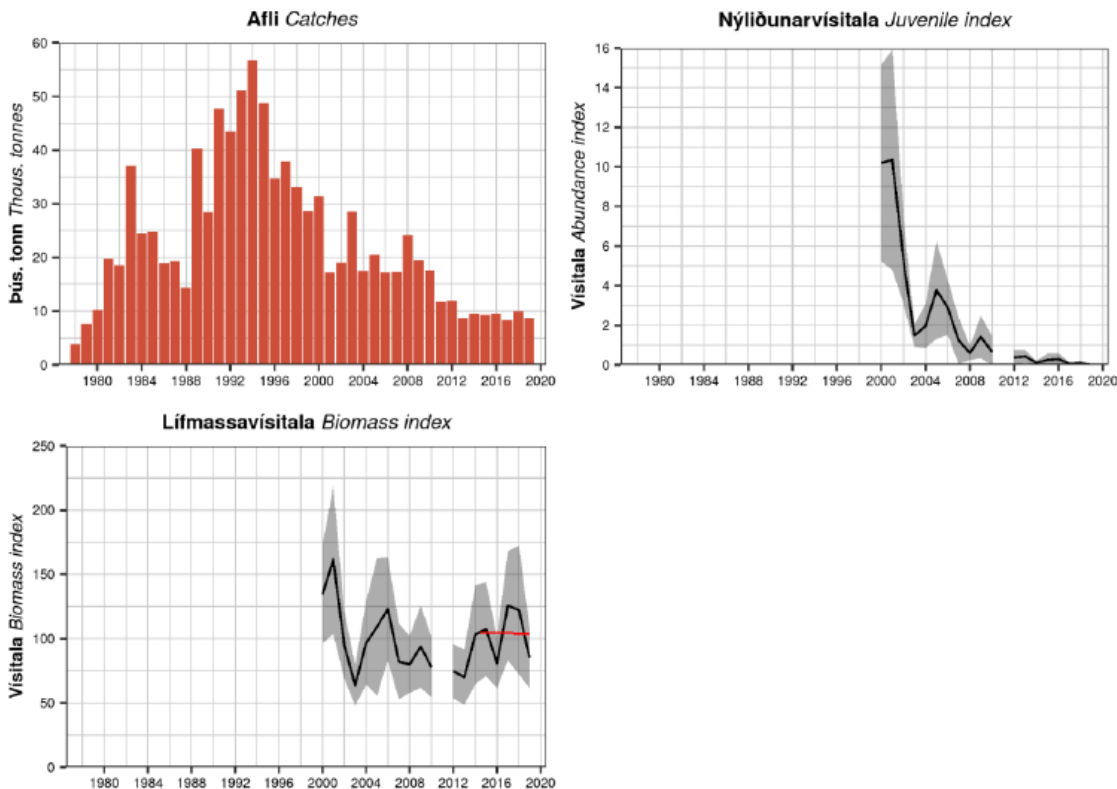 Afli Catches
Þús. tonn Thous. tonnes
60
50
40
30
20
10
0
1980 1984 1988 1992 1996 2000 2004 2008 2012 2016 2020
Nýliðunarvísitala Juvenile index
Vísitala Abundance index
16
14
12
10
8
6
4
2
0
1980 1984 1988 1992 1996 2000 2004 2008 2012 2016 2020
Lífmassavísitala Biomass index
Vísitala Biomass index
250
200
150
100
50
0
1980 1984 1988 1992 1996 2000 2004 2008 2012 2016 2020